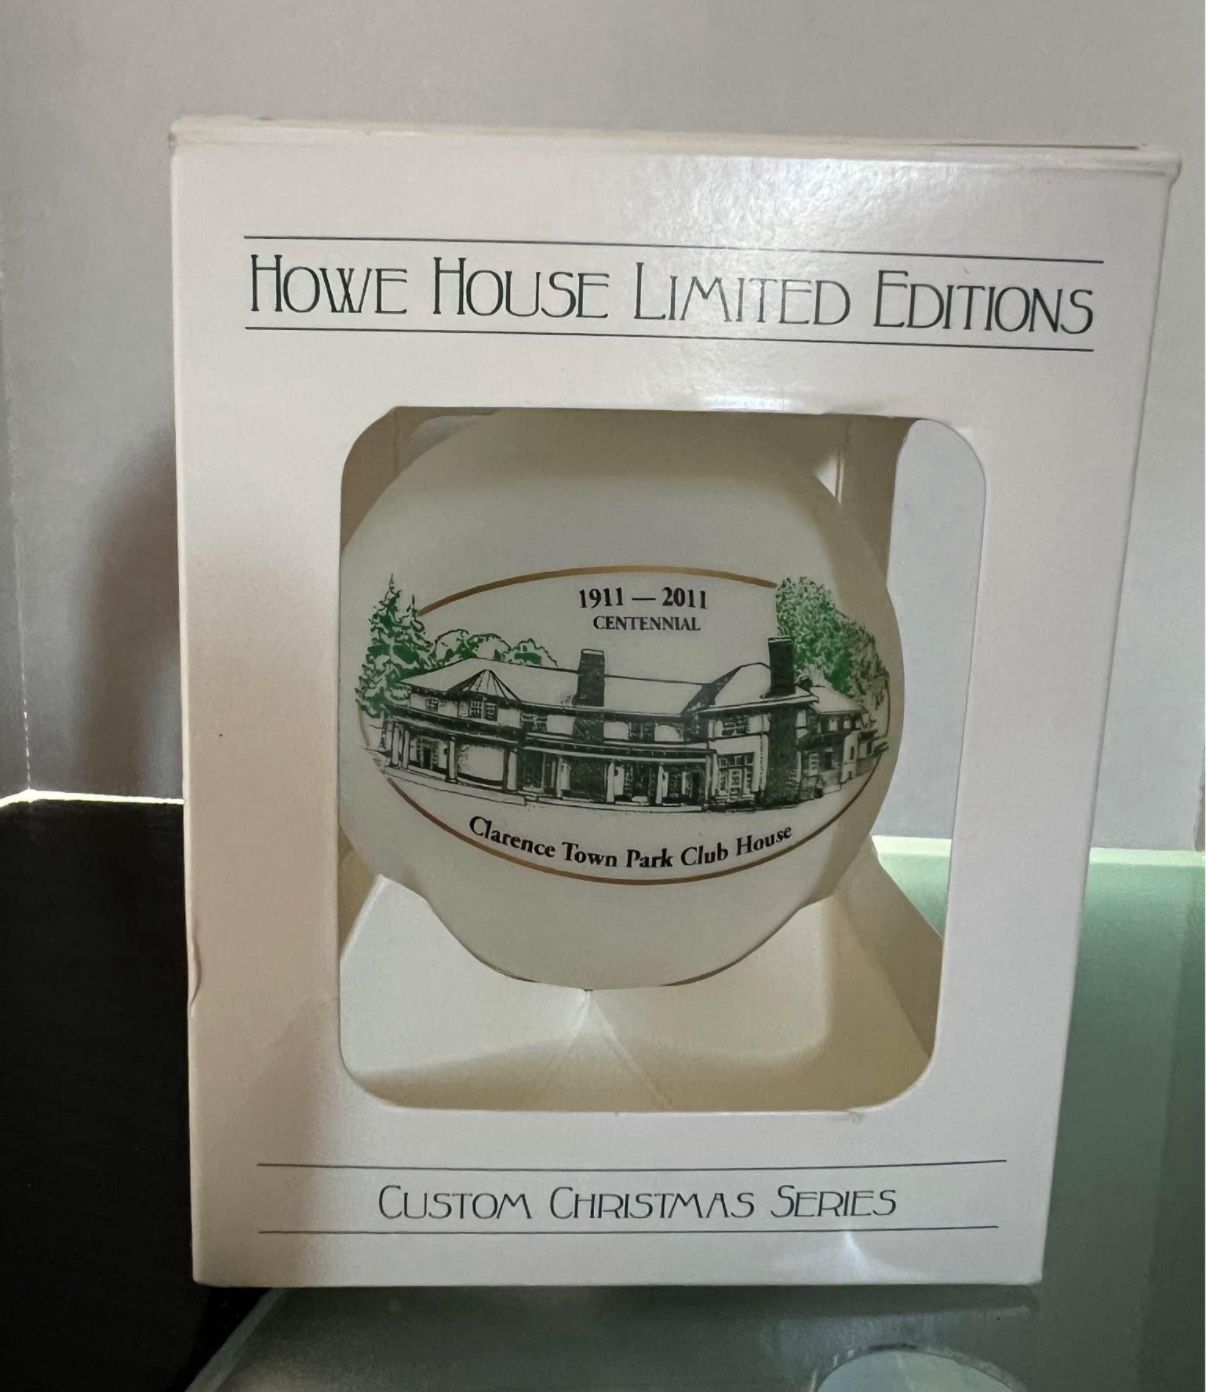 HOWE HOUSE LIMITED EDITIONS
1911 — 2011
CENTENNIAL
Clarence Town Park Club House
CUSTOM CHRISTMAS SERIES